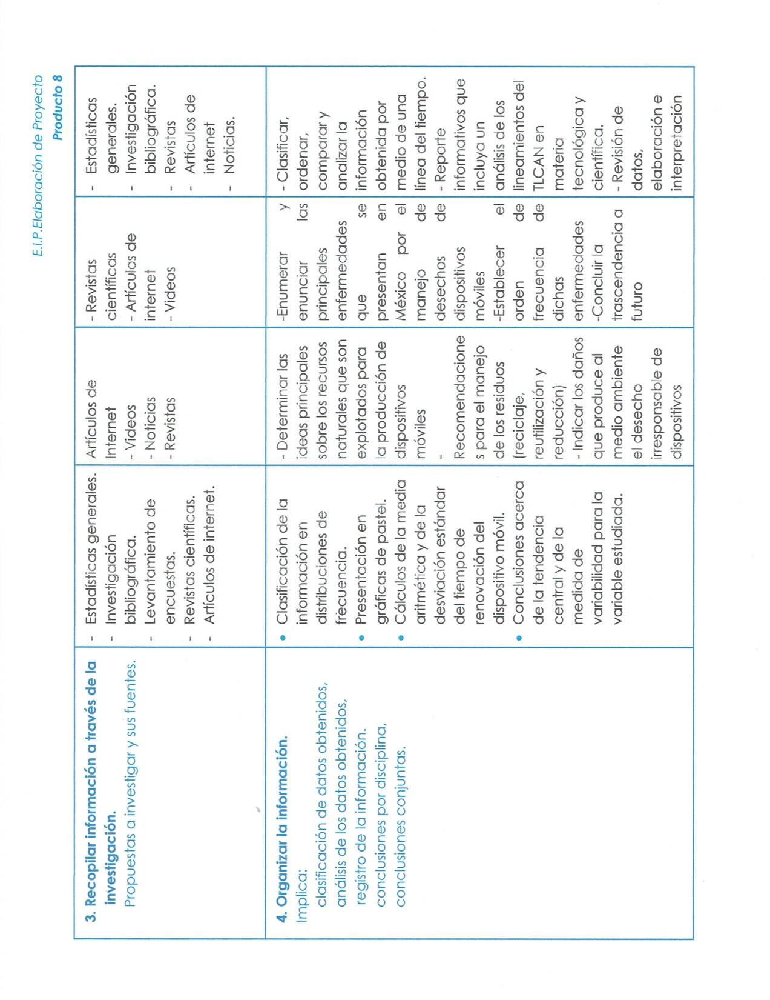 E.I.P.Elaboración de Proyecto
Producto 8
3. Recopilar información a través de la
investigación.
Propuestas a investigar y sus fuentes.
- Estadísticas generales.
- Investigación
bibliográfica.
- Levantamiento de
encuestas.
- Revistas científicas.
- Artículos de internet.
Artículos de
Internet
- Videos
- Noticias
- Revistas
- Revistas
científicas
- Artículos de
internet
- Videos
- Estadísticas
generales.
- Investigación
bibliográfica.
- Revistas
- Artículos de
internet
- Noticias.
4. Organizar la información.
Implica:
clasificación de datos obtenidos,
análisis de los datos obtenidos,
registro de la información.
conclusiones por disciplina,
conclusiones conjuntas.
• Clasificación de la
información en
distribuciones de
frecuencia.
• Presentación en
gráficas de pastel.
• Cálculos de la media
aritmética y de la
desviación estándar
del tiempo de
renovación del
dispositivo móvil.
• Conclusiones acerca
de la tendencia
central y de la
medida de
variabilidad para la
variable estudiada.
- Determinar las
ideas principales
sobre los recursos
naturales que son
explotados para
la producción de
dispositivos
móviles
-
Recomendacione
s para el manejo
de los residuos
(reciclaje,
reutilización y
reducción)
- Indicar los daños
que produce al
medio ambiente
el desecho
irresponsable de
dispositivos
-Enumerar y
enunciar las
principales
enfermedades
que se
presentan en
México por el
manejo de
desechos de
dispositivos
móviles
-Establecer el
orden de
frecuencia de
dichas
enfermedades
-Concluir la
trascendencia a
futuro
- Clasificar,
ordenar,
comparar y
analizar la
información
obtenida por
medio de una
línea del tiempo.
- Reporte
informativos que
incluya un
análisis de los
lineamientos del
TLCAN en
materia
tecnológica y
científica.
- Revisión de
datos,
elaboración e
interpretación